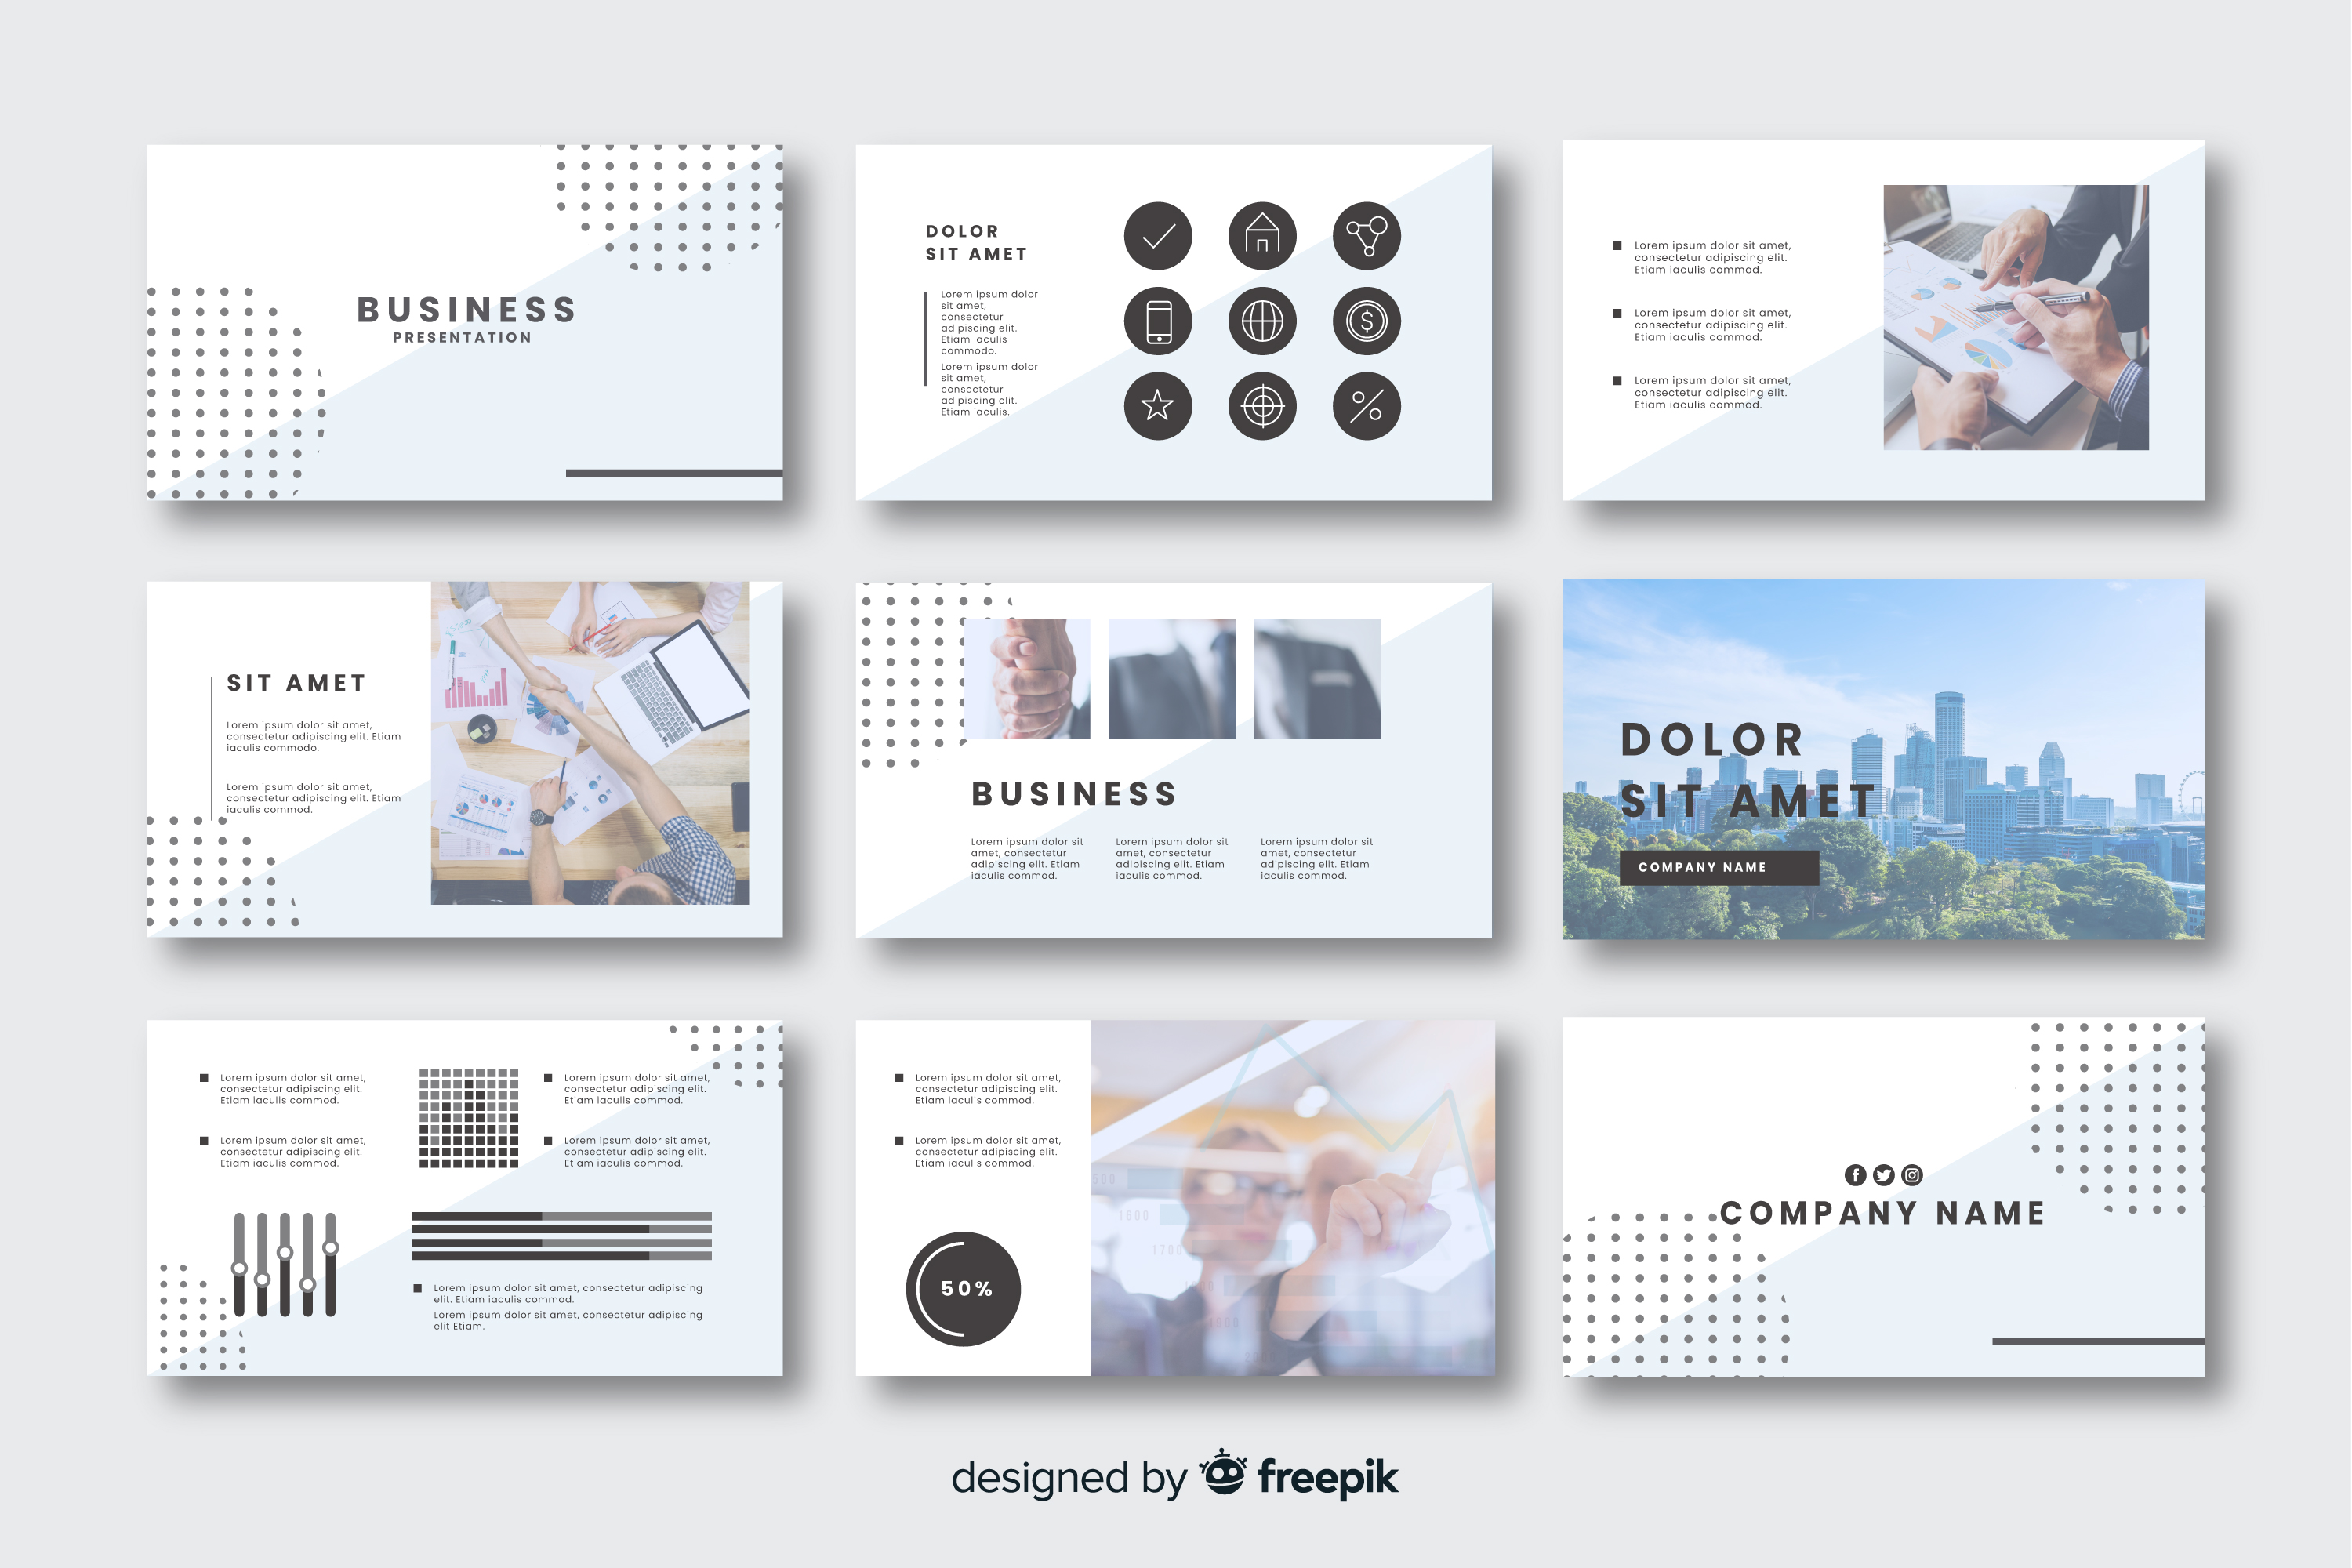 BUSINESS
PRESENTATION
DOLOR
SIT AMET
Lorem ipsum dolor
sit amet,
consectetur
adipiscing elit.
Etiam iaculis
commodo.
Lorem ipsum dolor
sit amet,
consectetur
adipiscing elit.
Etiam iaculis.
Lorem ipsum dolor sit amet,
consectetur adipiscing elit.
Etiam iaculis commod.
Lorem ipsum dolor sit amet,
consectetur adipiscing elit.
Etiam iaculis commod.
Lorem ipsum dolor sit amet,
consectetur adipiscing elit.
Etiam iaculis commod.
SIT AMET
Lorem ipsum dolor sit amet,
consectetur adipiscing elit. Etiam
iaculis commodo.
Lorem ipsum dolor sit amet,
consectetur adipiscing elit. Etiam
iaculis commod.
BUSINESS
Lorem ipsum dolor sit
amet, consectetur
adipiscing elit. Etiam
iaculis commod.
Lorem ipsum dolor sit
amet, consectetur
adipiscing elit. Etiam
iaculis commod.
Lorem ipsum dolor sit
amet, consectetur
adipiscing elit. Etiam
iaculis commod.
DOLOR
SIT AMET
COMPANY NAME
Lorem ipsum dolor sit amet,
consectetur adipiscing elit.
Etiam iaculis commod.
Lorem ipsum dolor sit amet,
consectetur adipiscing elit.
Etiam iaculis commod.
Lorem ipsum dolor sit amet,
consectetur adipiscing elit.
Etiam iaculis commod.
Lorem ipsum dolor sit amet,
consectetur adipiscing elit.
Etiam iaculis commod.
Lorem ipsum dolor sit amet, consectetur adipiscing
elit. Etiam iaculis commod.
Lorem ipsum dolor sit amet, consectetur adipiscing
elit Etiam.
Lorem ipsum dolor sit amet,
consectetur adipiscing elit.
Etiam iaculis commod.
Lorem ipsum dolor sit amet,
consectetur adipiscing elit.
Etiam iaculis commod.
50%
1600
1700
COMPANY NAME
designed by freepik